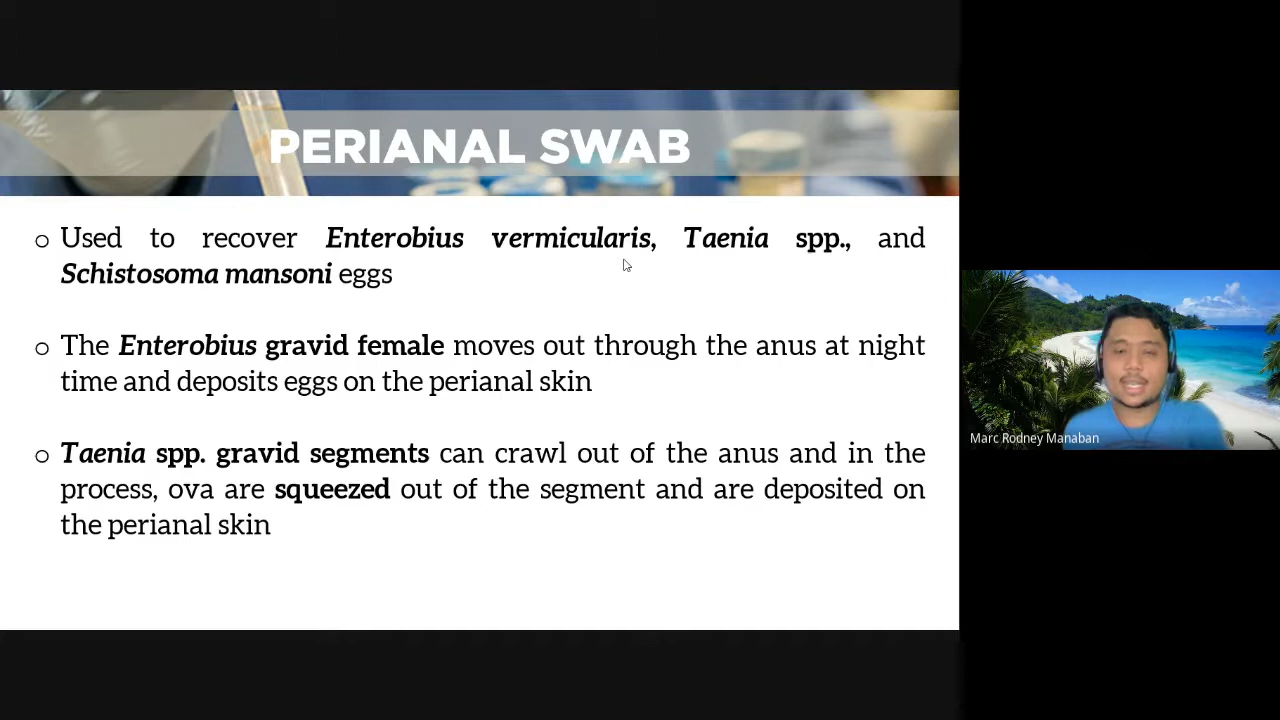 PERIANAL SWAB
o Used to recover Enterobius vermicularis, Taenia spp., and
Schistosoma mansoni eggs
o The Enterobius gravid female moves out through the anus at night
time and deposits eggs on the perianal skin
o Taenia spp. gravid segments can crawl out of the anus and in the
process, ova are squeezed out of the segment and are deposited on
the perianal skin
Marc Rodney Manaban